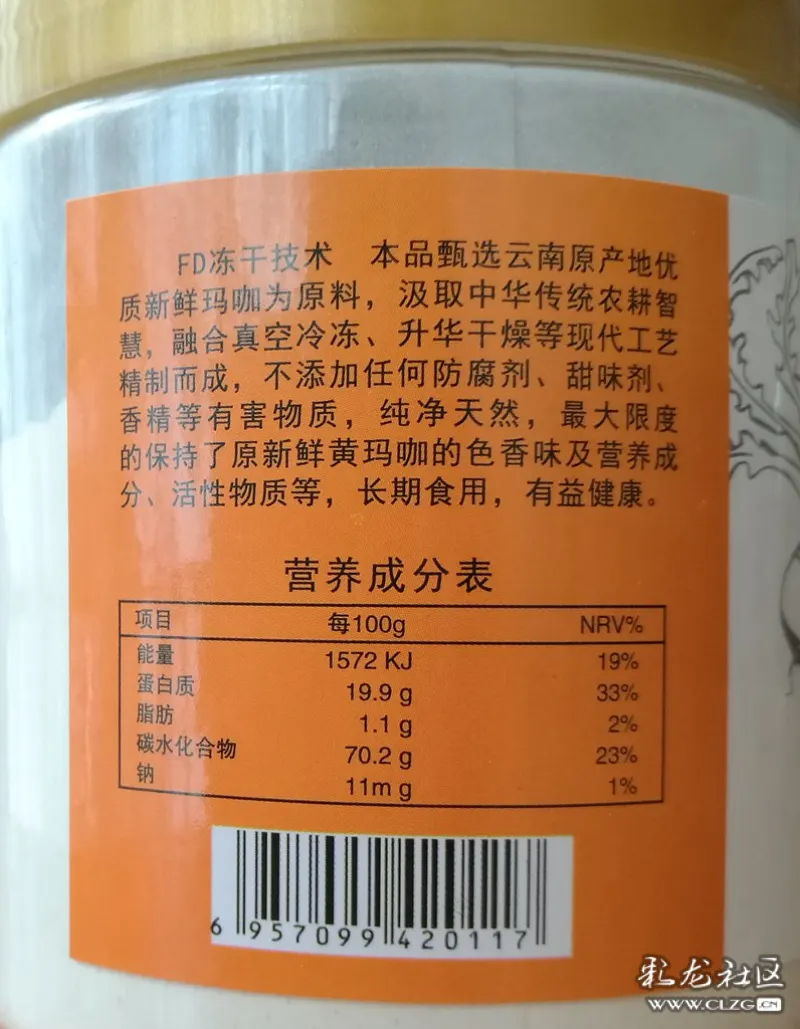 FD冻干技术 本品甄选云南原产地优
质新鲜玛咖为原料，汲取中华传统农耕智
慧，融合真空冷冻、升华干燥等现代工艺
精制而成，不添加任何防腐剂、甜味剂、
香精等有害物质，纯净天然，最大限度
的保持了原新鲜黄玛咖的色香味及营养成
分、活性物质等，长期食用，有益健康。
营养成分表
项目 每100g NRV%
能量 1572 KJ 19%
蛋白质 19.9 g 33%
脂肪 1.1 g 2%
碳水化合物 70.2 g 23%
钠 11m g 1%
6 957099 420117
彩龙社区
WWW.CLZG.CN